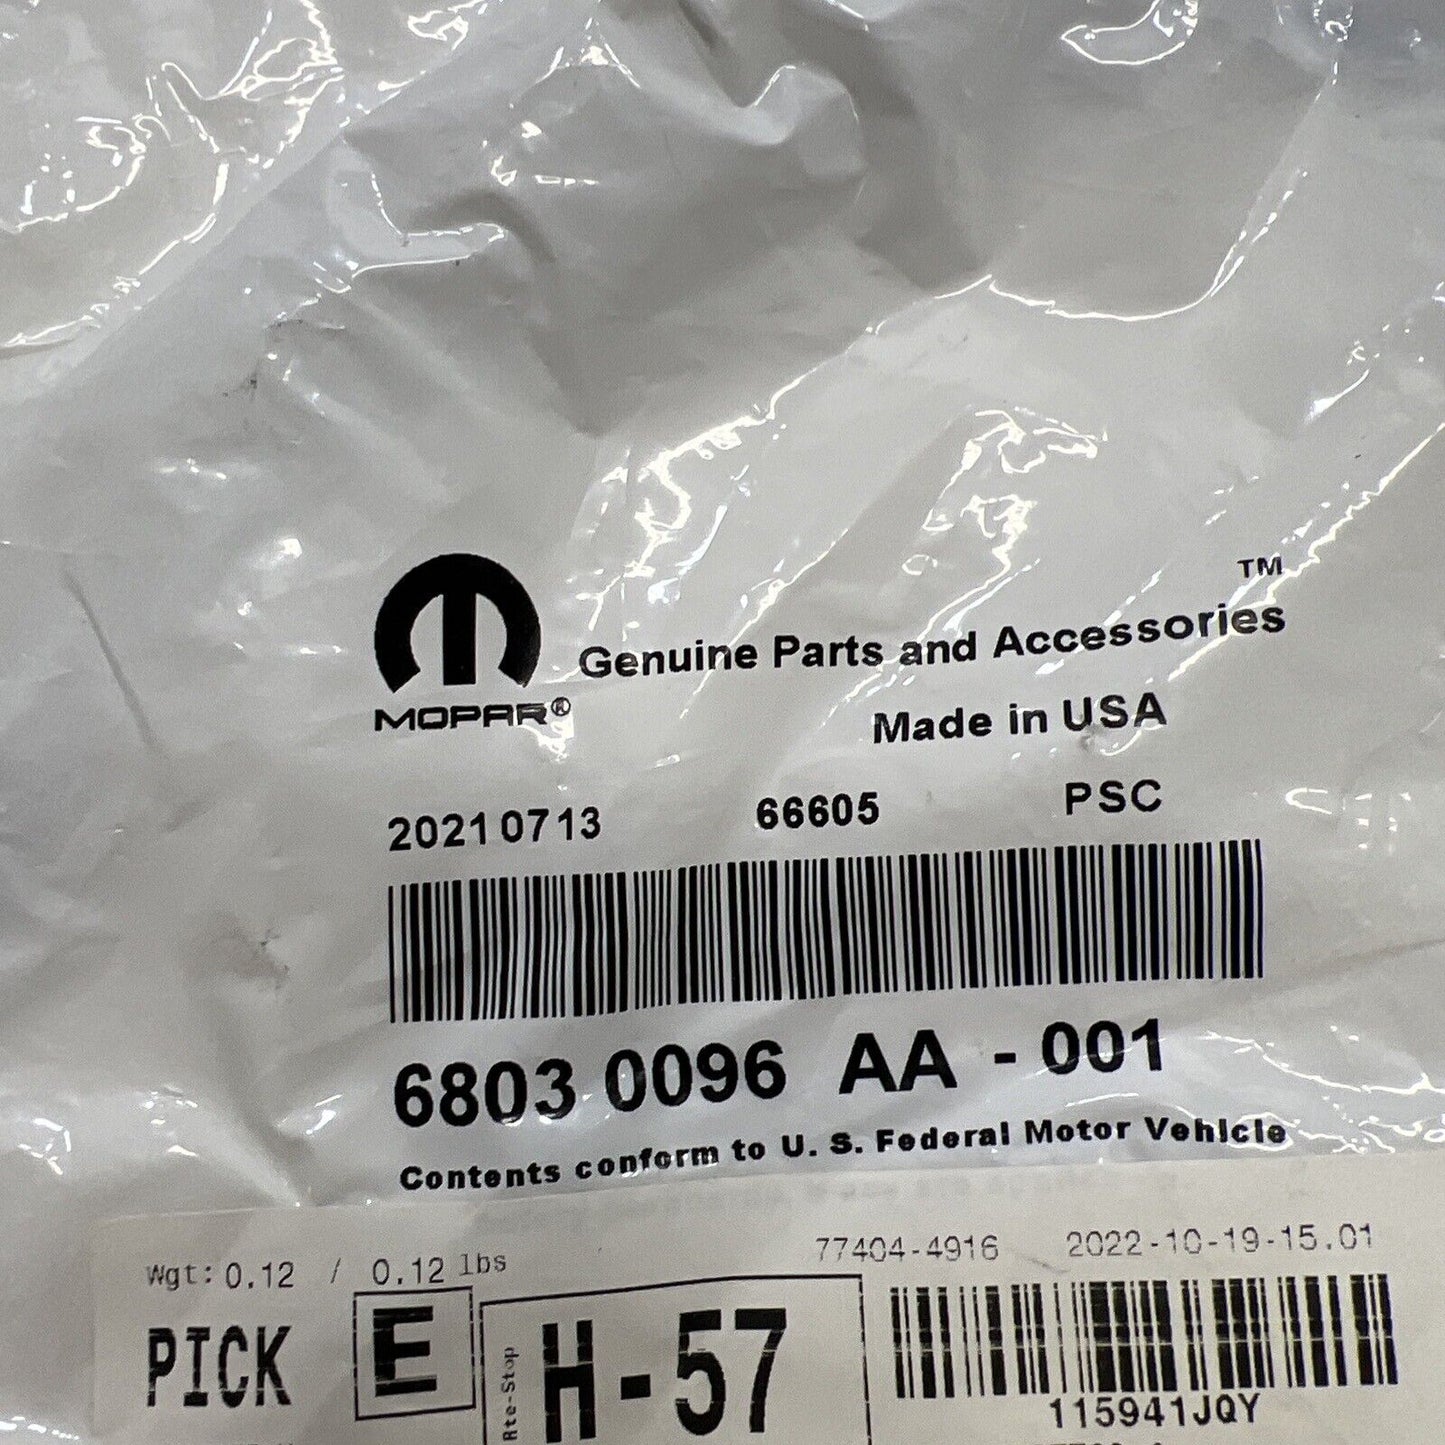 TM
Genuine Parts and Accessories
MOPAR®
Made in USA
20210713 66605 PSC
6803 0096 AA - 001
Contents conform to U. S. Federal Motor Vehicle
77404-4916 2022-10-19-15.01
Wgt: 0.12 / 0.12 lbs
PICK E Rte-Stop H-57
115941JQY